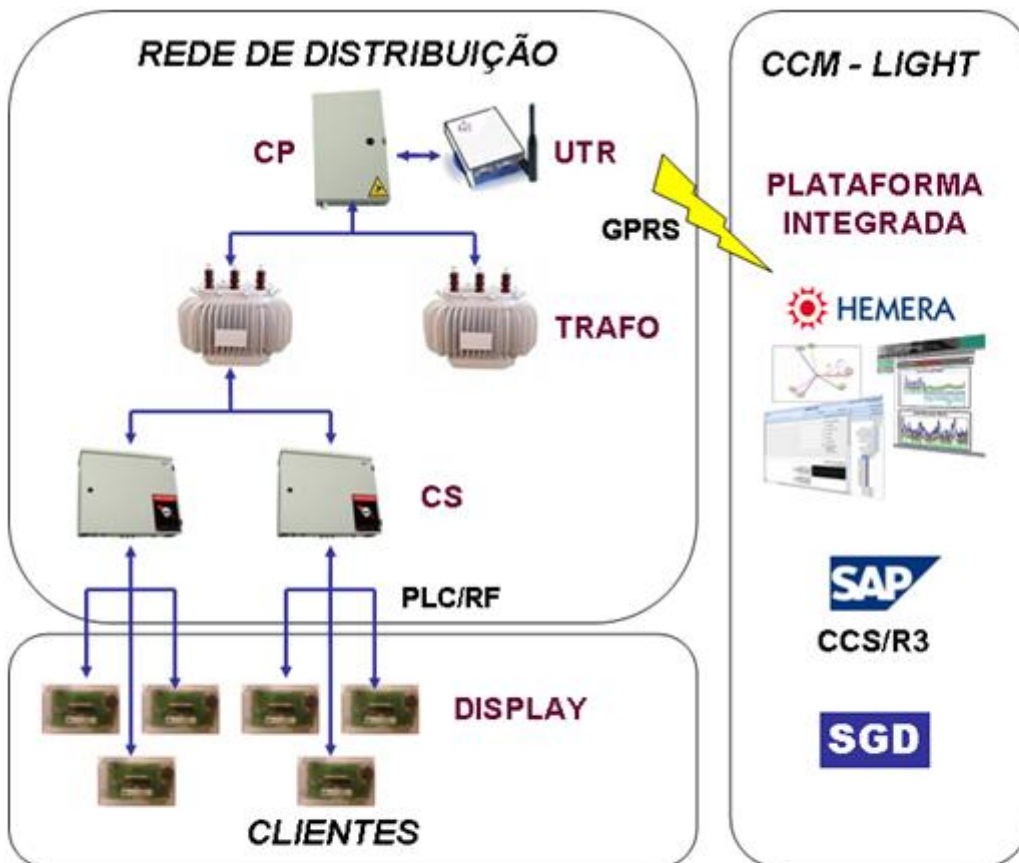 REDE DE DISTRIBUIÇÃO
CCM - LIGHT
CP
UTR
GPRS
PLATAFORMA
INTEGRADA
TRAFO
HEMERA
CS
PLC/RF
SAP
CCS/R3
DISPLAY
SGD
CLIENTES